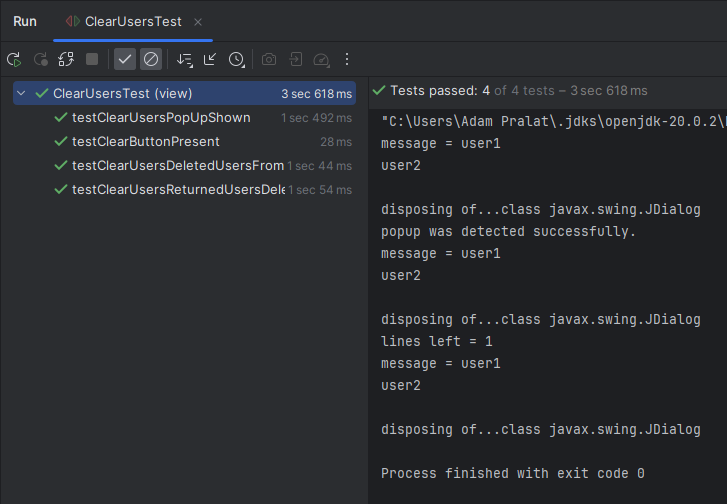 Run ClearUsersTest
ClearUsersTest (view) 3 sec 618 ms
testClearUsersPopUpShown 1 sec 492 ms
testClearButtonPresent 28 ms
testClearUsersDeletedUsersFrom 1 sec 44 ms
testClearUsersReturnedUsersDele 1 sec 54 ms
Tests passed: 4 of 4 tests – 3 sec 618 ms
"C:\Users\Adam Pralat\.jdks\openjdk-20.0.2\
message = user1
user2
disposing of...class javax.swing.JDialog
popup was detected successfully.
message = user1
user2
disposing of...class javax.swing.JDialog
lines left = 1
message = user1
user2
disposing of...class javax.swing.JDialog
Process finished with exit code 0